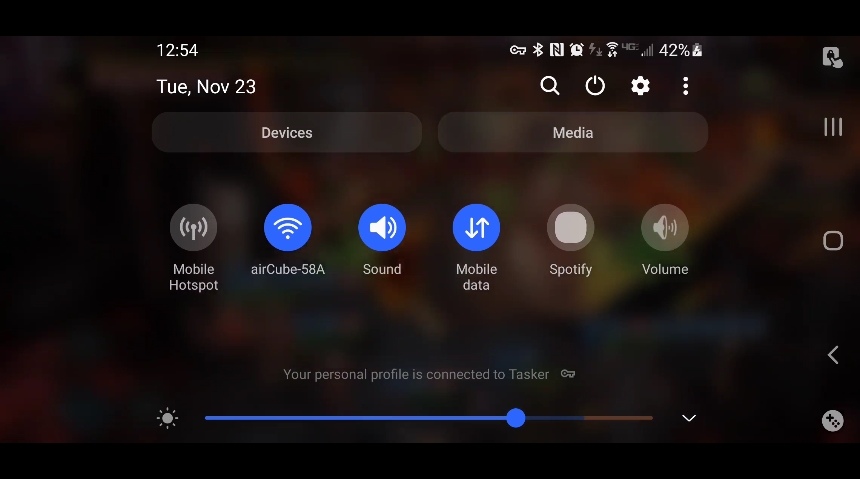 12:54
4G 42%
Tue, Nov 23
Devices
Media
Mobile
Hotspot
airCube-58A
Sound
Mobile
data
Spotify
Volume
Your personal profile is connected to Tasker